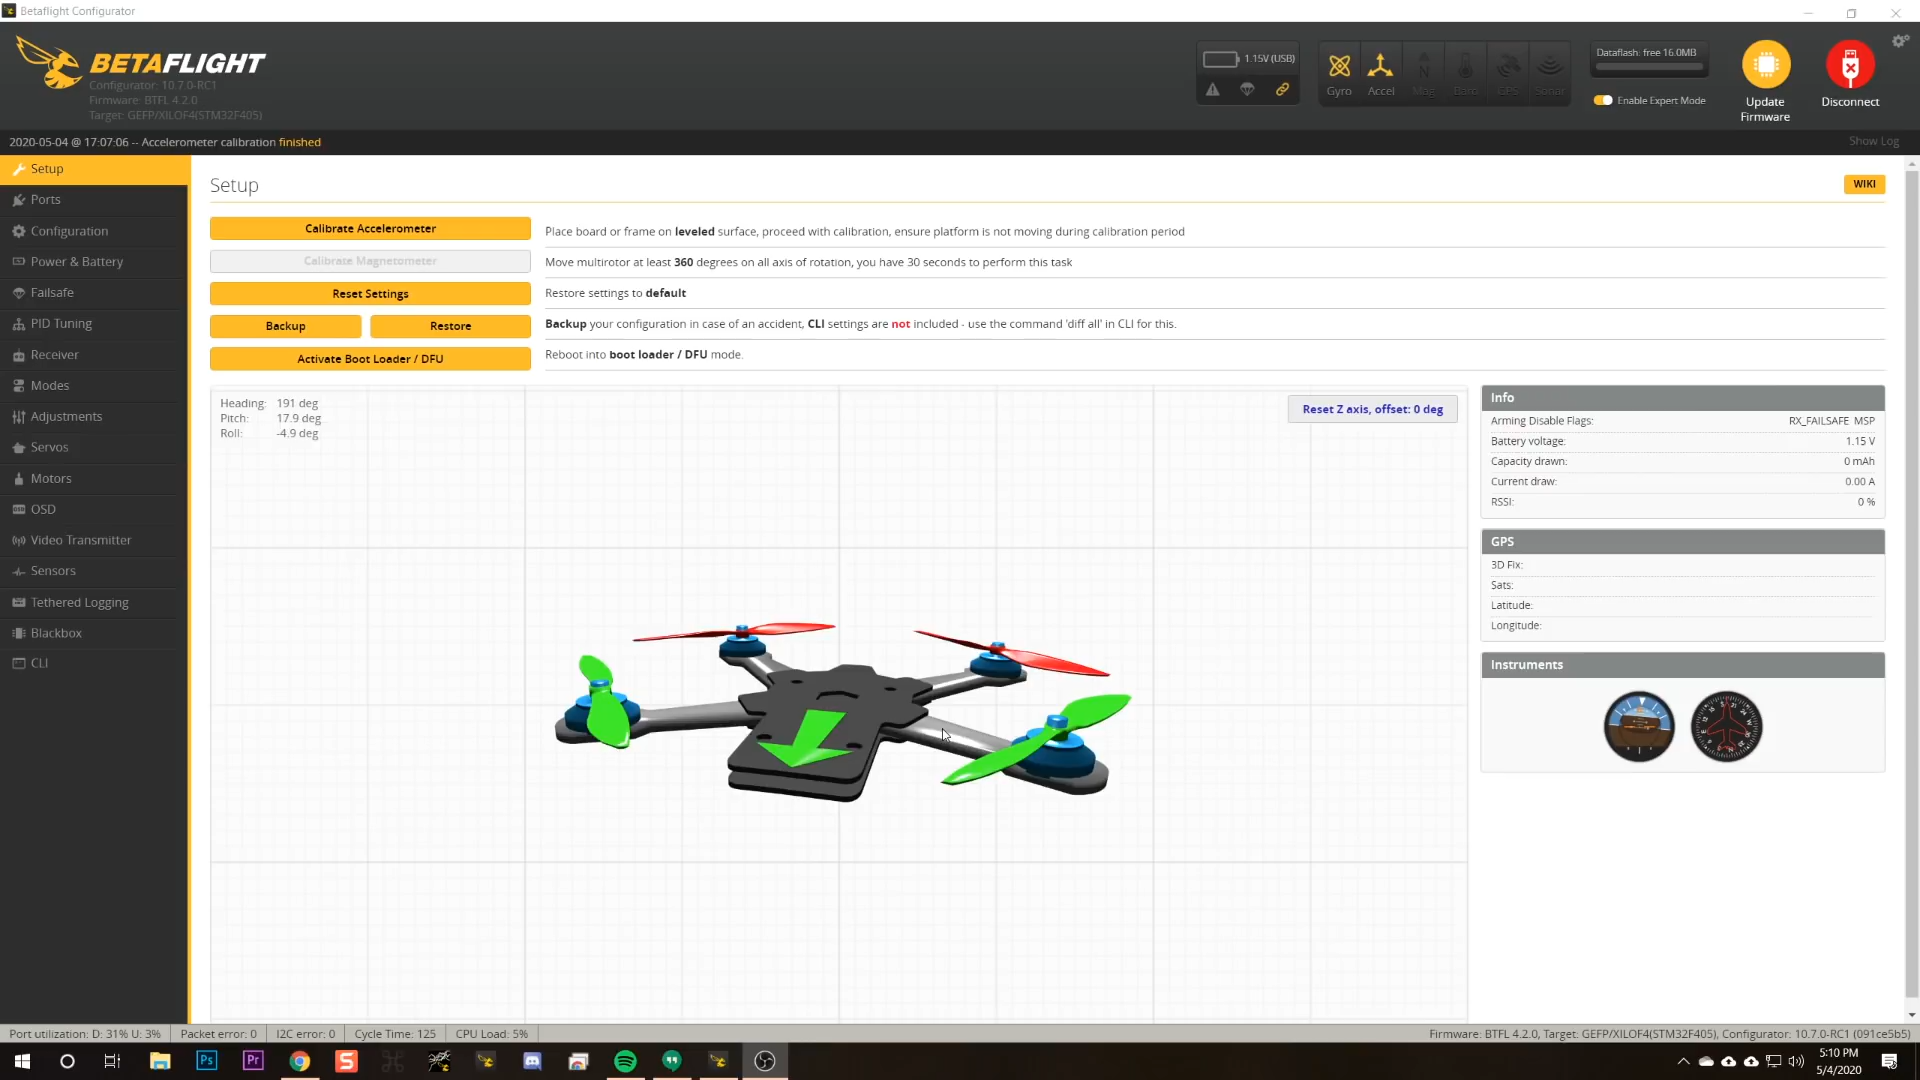 Betaflight Configurator
BETAFLIGHT
Configurator: 10.7.0-RC1
Firmware: BTFL 4.2.0
Target: GEFP/XILOF4(STM32F405)
1.15V (USB)
Gyro
Accel
Mag
Baro
GPS
Sonar
Dataflash: free 16.0MB
Enable Expert Mode
Update
Firmware
Disconnect
2020-05-04 @ 17:07:06 -- Accelerometer calibration finished
Show Log
Setup
Ports
Configuration
Power & Battery
Failsafe
PID Tuning
Receiver
Modes
Adjustments
Servos
Motors
OSD
Video Transmitter
Sensors
Tethered Logging
Blackbox
CLI
Setup
WIKI
Calibrate Accelerometer
Place board or frame on leveled surface, proceed with calibration, ensure platform is not moving during calibration period
Calibrate Magnetometer
Move multirotor at least 360 degrees on all axis of rotation, you have 30 seconds to perform this task
Reset Settings
Restore settings to default
Backup
Restore
Backup your configuration in case of an accident, CLI settings are not included - use the command 'diff all' in CLI for this.
Activate Boot Loader / DFU
Reboot into boot loader / DFU mode.
Heading: 191 deg
Pitch: 17.9 deg
Roll: -4.9 deg
Reset Z axis, offset: 0 deg
Info
Arming Disable Flags: RX_FAILSAFE MSP
Battery voltage: 1.15 V
Capacity drawn: 0 mAh
Current draw: 0.00 A
RSSI: 0 %
GPS
3D Fix:
Sats:
Latitude:
Longitude:
Instruments
Port utilization: D: 31% U: 3%
Packet error: 0
I2C error: 0
Cycle Time: 125
CPU Load: 5%
Firmware: BTFL 4.2.0, Target: GEFP/XILOF4(STM32F405), Configurator: 10.7.0-RC1 (091ce5b5)
Ps
Pr
S
5:10 PM
5/4/2020